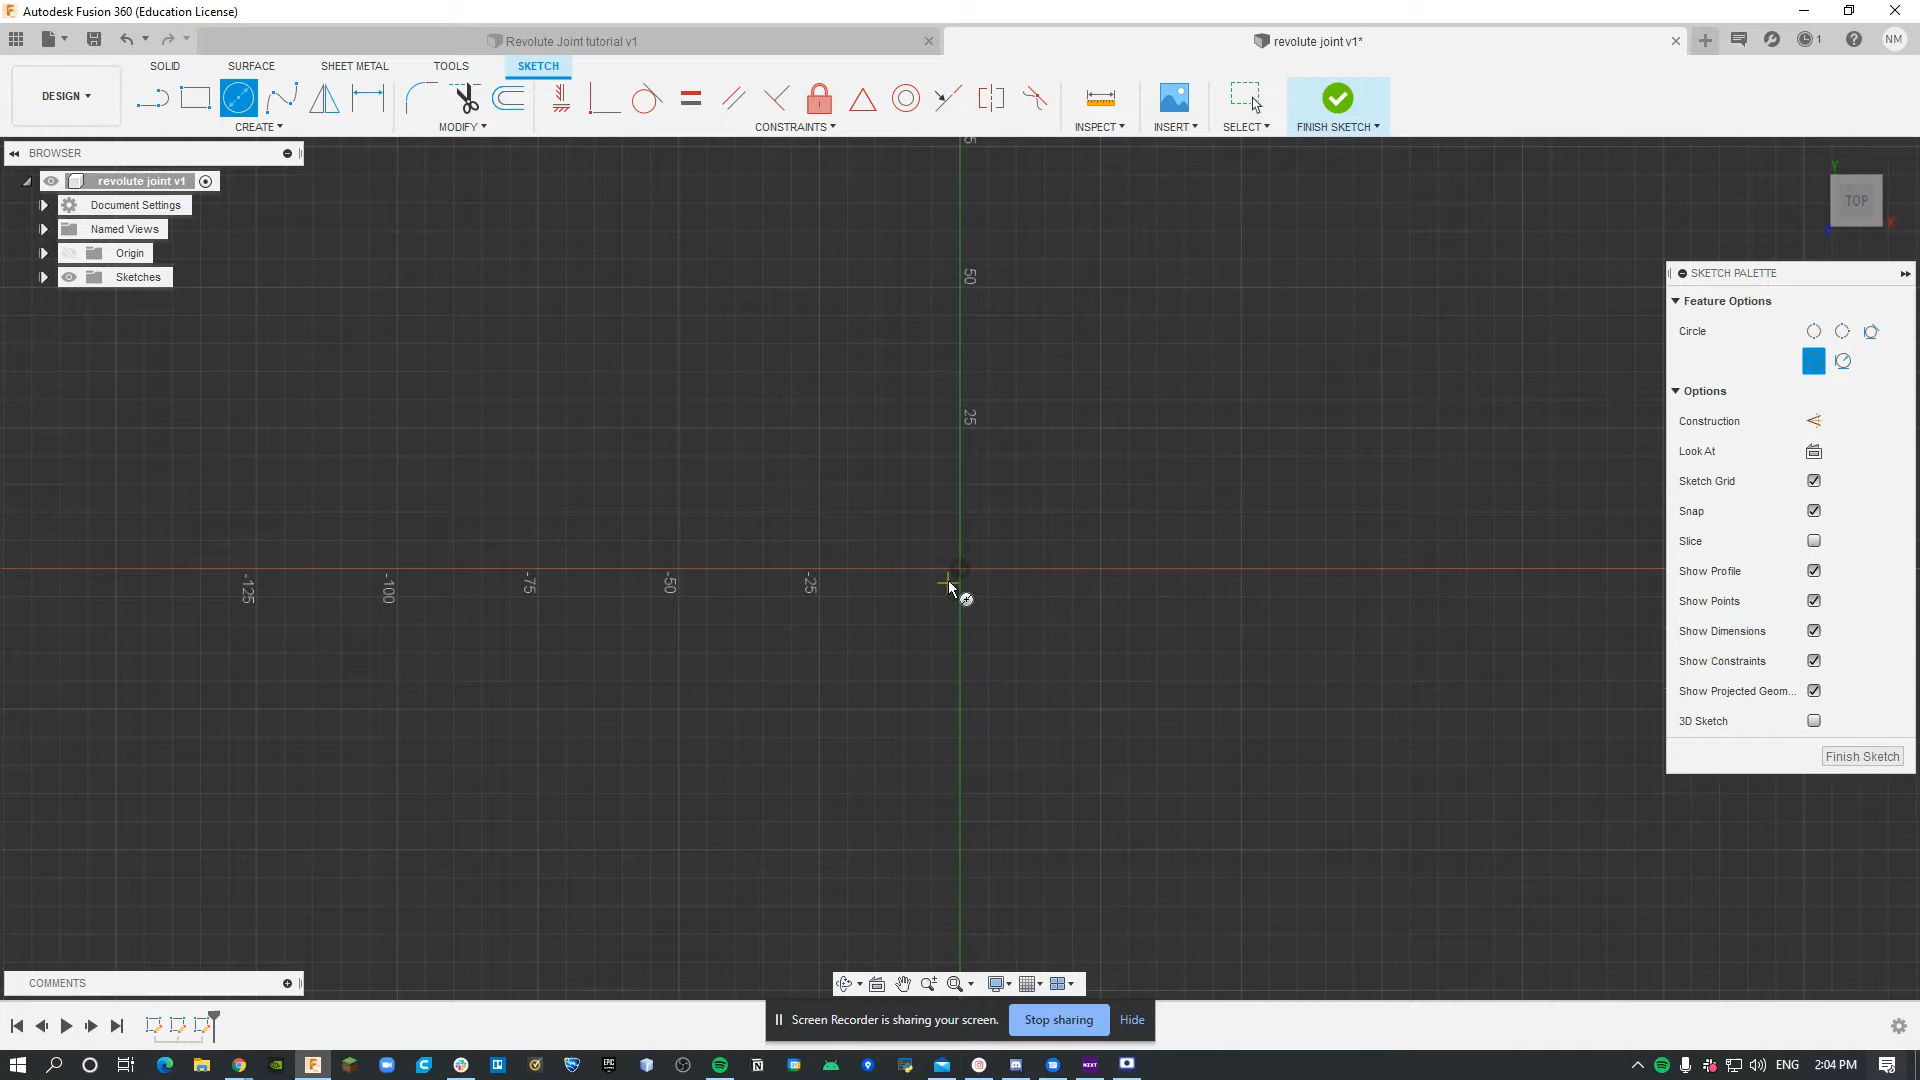 Autodesk Fusion 360 (Education License)
Revolute Joint tutorial v1
revolute joint v1*
1
NM
SOLID
SURFACE
SHEET METAL
TOOLS
SKETCH
DESIGN
CREATE
MODIFY
CONSTRAINTS
INSPECT
INSERT
SELECT
FINISH SKETCH
BROWSER
revolute joint v1
Document Settings
Named Views
Origin
Sketches
TOP
Y
X
Z
50
25
-125
-100
-75
-50
-25
SKETCH PALETTE
Feature Options
Circle
Options
Construction
Look At
Sketch Grid
Snap
Slice
Show Profile
Show Points
Show Dimensions
Show Constraints
Show Projected Geom...
3D Sketch
Finish Sketch
COMMENTS
Screen Recorder is sharing your screen.
Stop sharing
Hide
ENG
2:04 PM